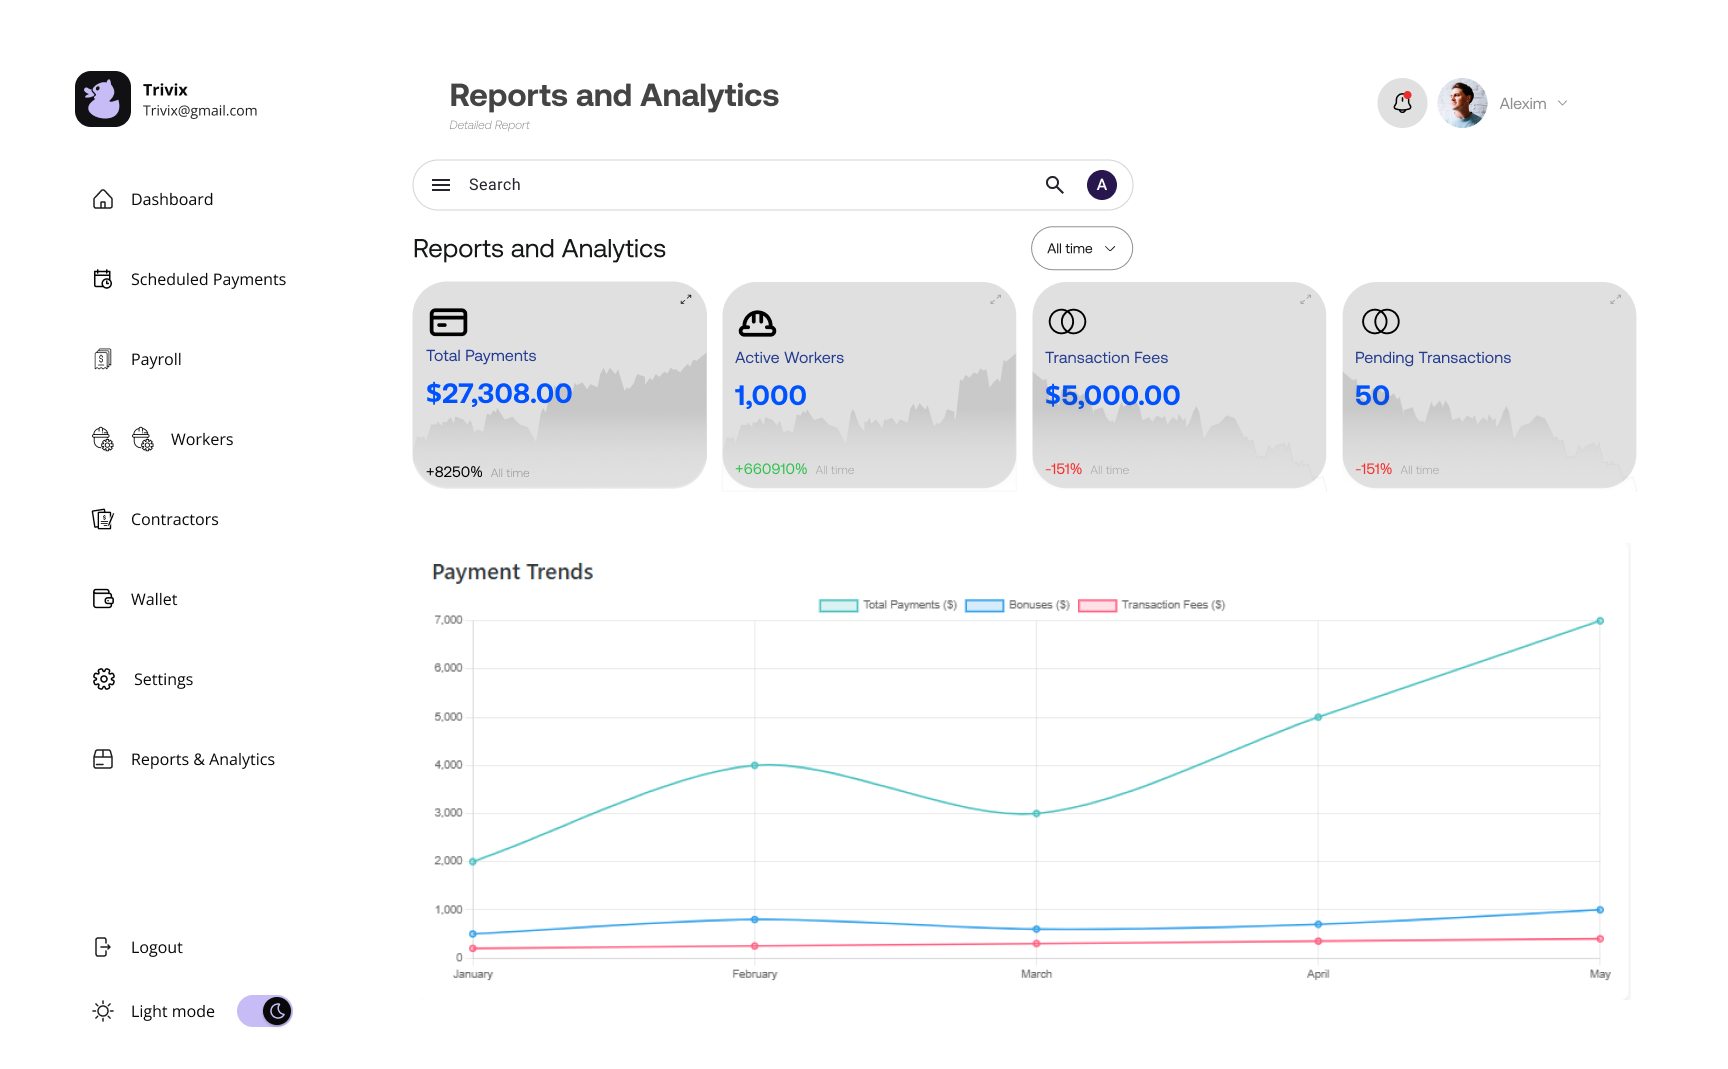 Trivix
Trivix@gmail.com
Reports and Analytics
Detailed Report
Alexim
Search
A
Dashboard
Scheduled Payments
Payroll
Workers
Contractors
Wallet
Settings
Reports & Analytics
Logout
Light mode
Reports and Analytics
All time
Total Payments
$27,308.00
+8250% All time
Active Workers
1,000
+660910% All time
Transaction Fees
$5,000.00
-151% All time
Pending Transactions
50
-151% All time
Payment Trends
Total Payments ($) Bonuses ($) Transaction Fees ($)
7,000
6,000
5,000
4,000
3,000
2,000
1,000
0
January February March April May